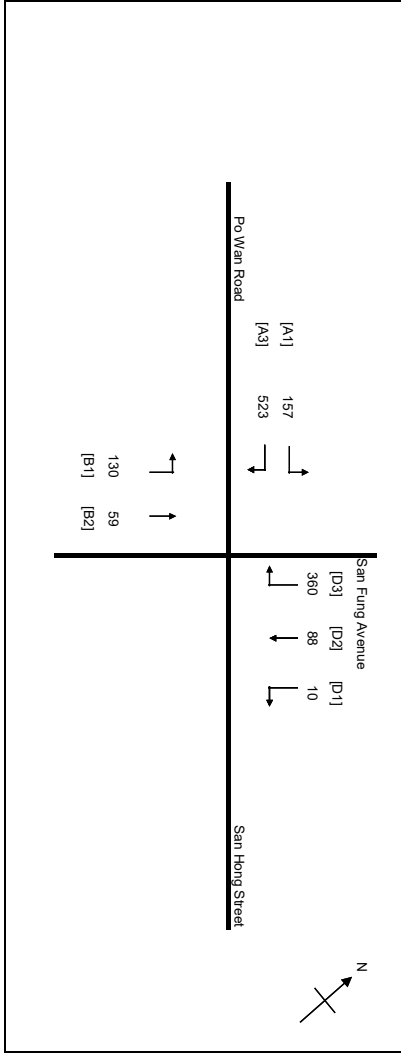 Po Wan Road
[A1] 157
[A3] 523
130 [B1]
59 [B2]
San Fung Avenue
[D3] 360
[D2] 88
[D1] 10
San Hong Street
N